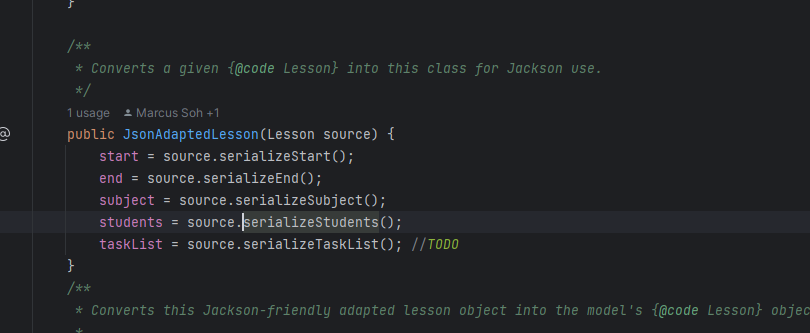 }
/**
* Converts a given {@code Lesson} into this class for Jackson use.
*/
1 usage Marcus Soh +1
@
public JsonAdaptedLesson(Lesson source) {
start = source.serializeStart();
end = source.serializeEnd();
subject = source.serializeSubject();
students = source.serializeStudents();
taskList = source.serializeTaskList(); //TODO
}
/**
* Converts this Jackson-friendly adapted lesson object into the model's {@code Lesson} objec
*